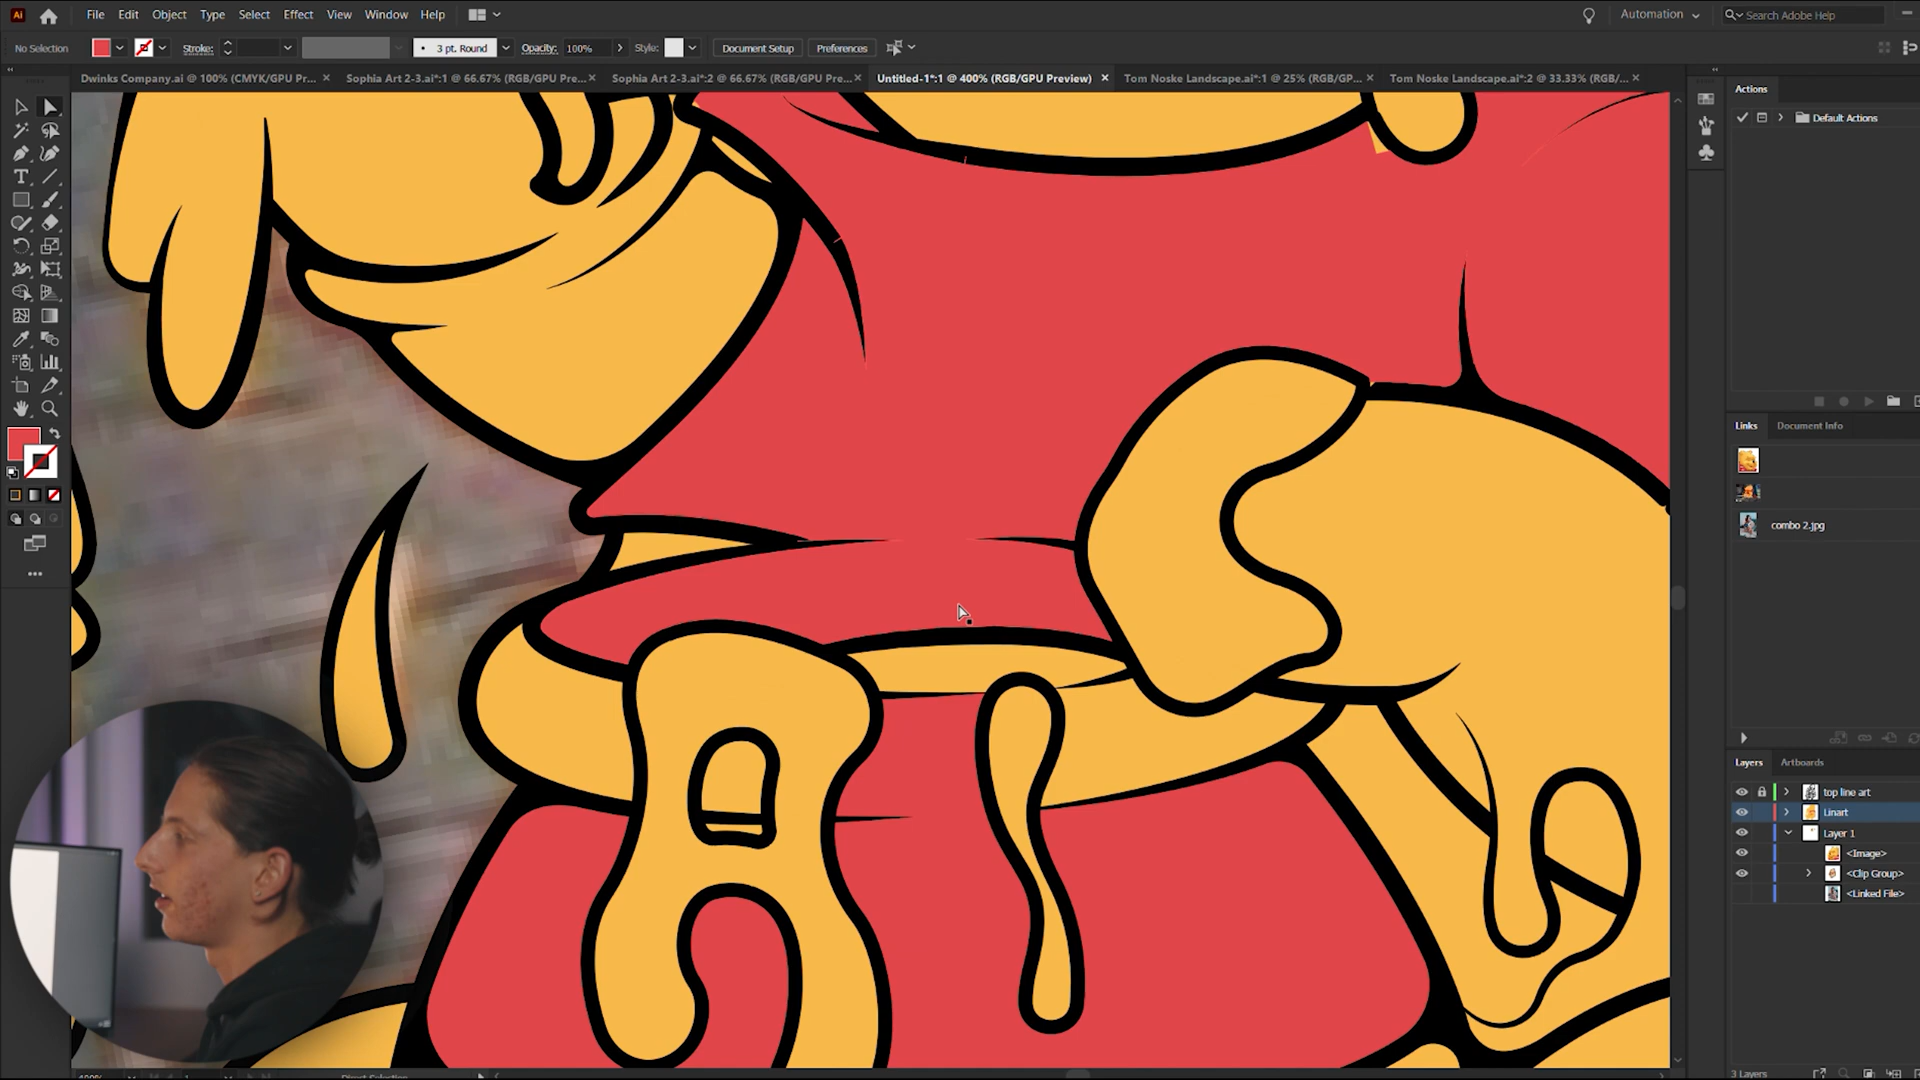 Ai File Edit Object Type Select Effect View Window Help Automation Search Adobe Help
No Selection Stroke: 3 pt. Round Opacity: 100% Style: Document Setup Preferences
Dwinks Company.ai @ 100% (CMYK/GPU Pr... Sophia Art 2-3.ai*:1 @ 66.67% (RGB/GPU Pre... Sophia Art 2-3.ai*:2 @ 66.67% (RGB/GPU Pre... Untitled-1*:1 @ 400% (RGB/GPU Preview) Tom Noske Landscape.ai*:1 @ 25% (RGB/GP... Tom Noske Landscape.ai*:2 @ 33.33% (RGB/...
Actions
Default Actions
Links Document Info
combo 2.jpg
Layers Artboards
top line art
Linart
Layer 1
<Image>
<Clip Group>
<Linked File>
3 Layers